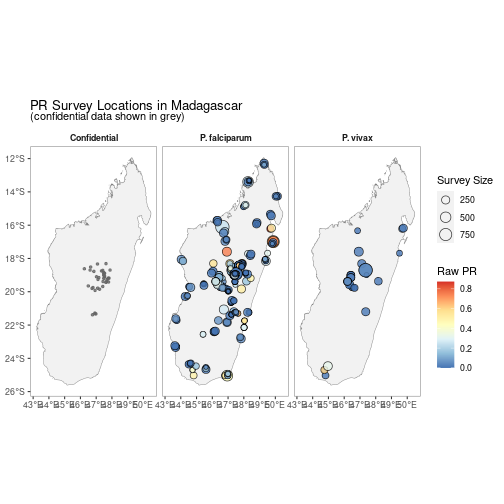 PR Survey Locations in Madagascar
(confidential data shown in grey)
Confidential P. falciparum P. vivax
12°S
14°S
16°S
18°S
20°S
22°S
24°S
26°S
43°E 44°E 45°E 46°E 47°E 48°E 49°E 50°E 43°E 44°E 45°E 46°E 47°E 48°E 49°E 50°E 43°E 44°E 45°E 46°E 47°E 48°E 49°E 50°E
Survey Size
250
500
750
Raw PR
0.8
0.6
0.4
0.2
0.0